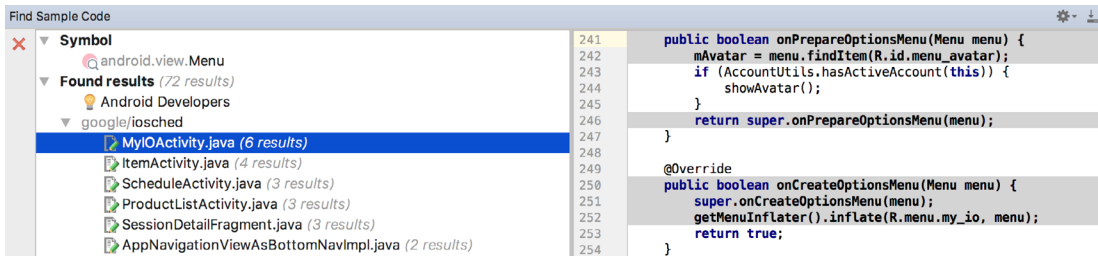 Find Sample Code
Symbol
android.view.Menu
Found results (72 results)
Android Developers
google/iosched
MyIOActivity.java (6 results)
ItemActivity.java (4 results)
ScheduleActivity.java (3 results)
ProductListActivity.java (3 results)
SessionDetailFragment.java (3 results)
AppNavigationViewAsBottomNavImpl.java (2 results)
241 public boolean onPrepareOptionsMenu(Menu menu) {
242 mAvatar = menu.findItem(R.id.menu_avatar);
243 if (AccountUtils.hasActiveAccount(this)) {
244 showAvatar();
245 }
246 return super.onPrepareOptionsMenu(menu);
247 }
248
249 @Override
250 public boolean onCreateOptionsMenu(Menu menu) {
251 super.onCreateOptionsMenu(menu);
252 getMenuInflater().inflate(R.menu.my_io, menu);
253 return true;
254 }